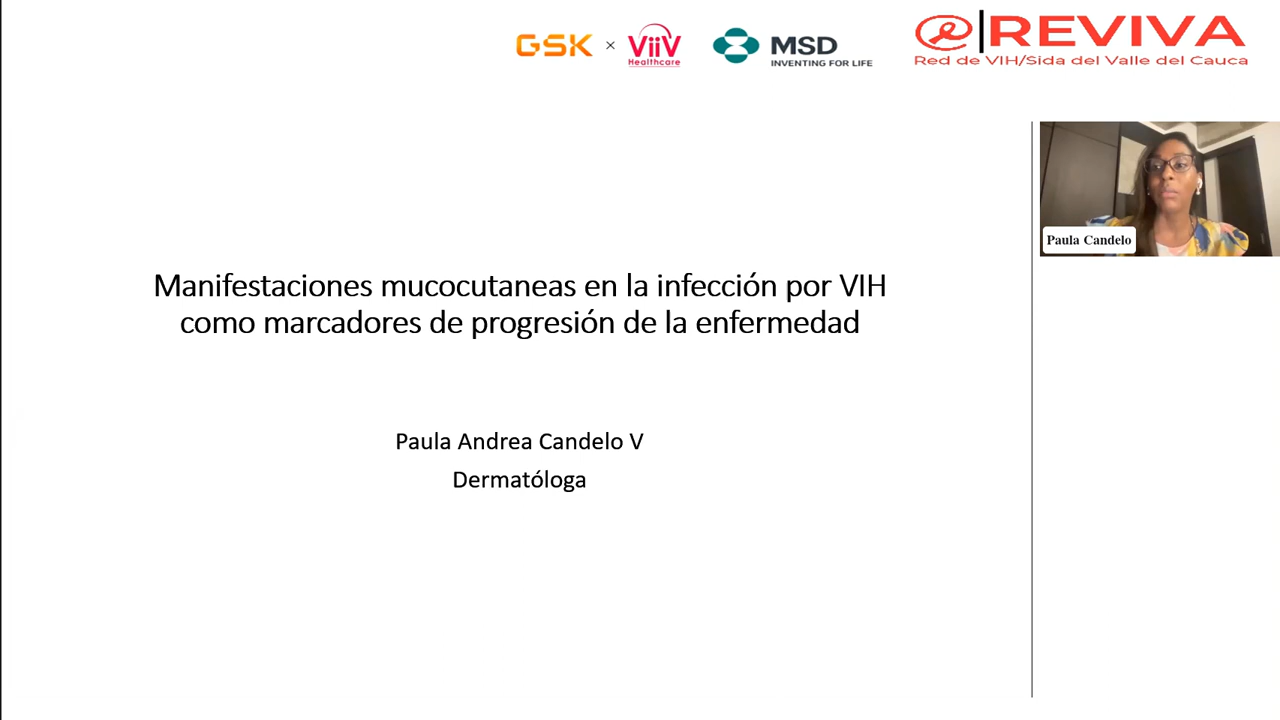 GSK × ViiV Healthcare
MSD
INVENTING FOR LIFE
REVIVA
Red de VIH/Sida del Valle del Cauca
Paula Candelo
Manifestaciones mucocutaneas en la infección por VIH
como marcadores de progresión de la enfermedad
Paula Andrea Candelo V
Dermatóloga